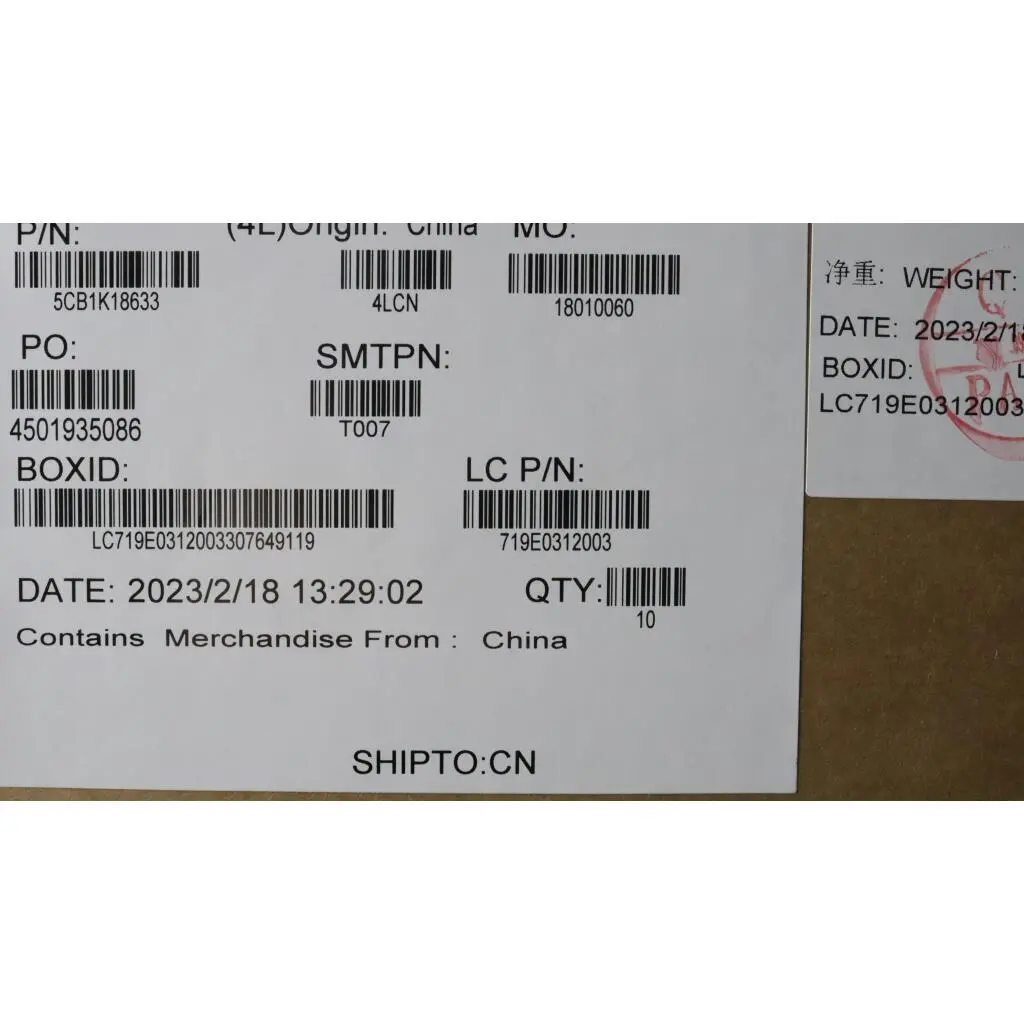 P/N: (4L)Origin: China MO:
5CB1K18633 4LCN 18010060
PO: SMTPN:
4501935086 T007
BOXID: LC P/N:
LC719E0312003307649119 719E0312003
DATE: 2023/2/18 13:29:02 QTY:
10
Contains Merchandise From : China
SHIPTO:CN
净重: WEIGHT:
DATE: 2023/2/18
BOXID:
LC719E0312003